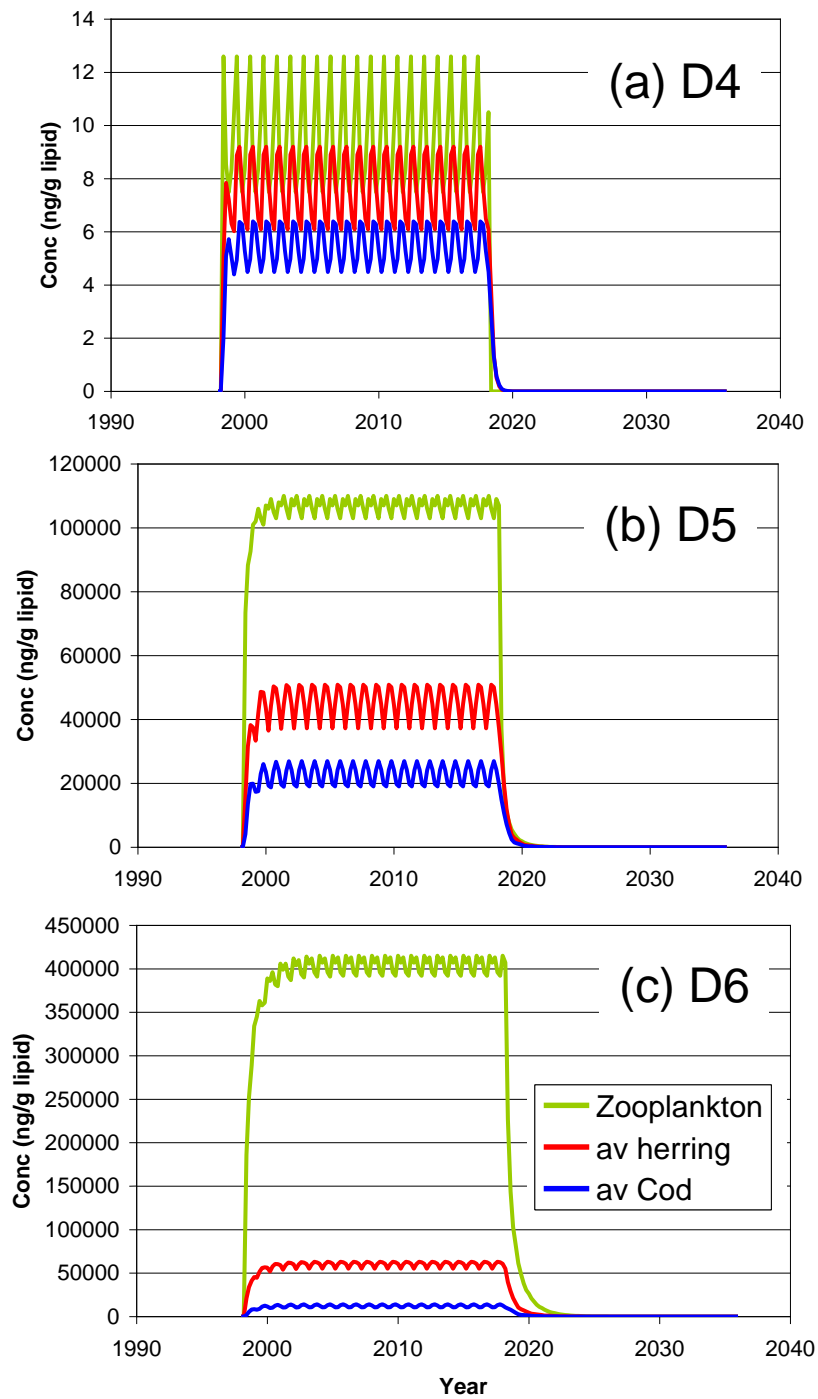 14
12
10
8
6
4
2
0
Conc (ng/g lipid)
(a) D4
1990 2000 2010 2020 2030 2040
120000
100000
80000
60000
40000
20000
0
Conc (ng/g lipid)
(b) D5
1990 2000 2010 2020 2030 2040
450000
400000
350000
300000
250000
200000
150000
100000
50000
0
Conc (ng/g lipid)
(c) D6
Zooplankton
av herring
av Cod
1990 2000 2010 2020 2030 2040
Year